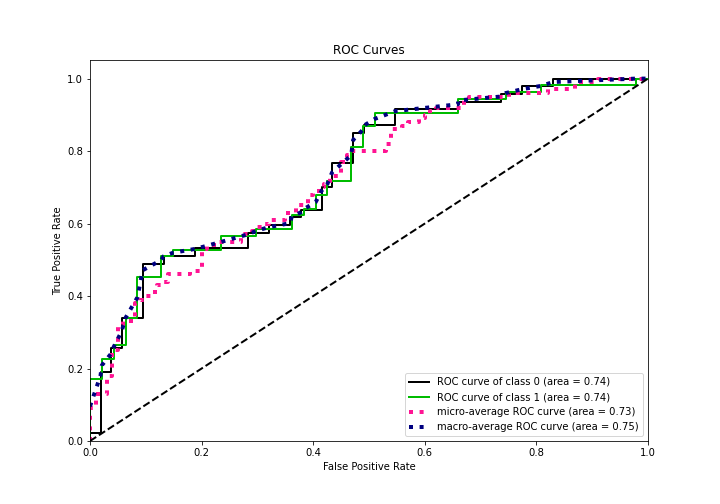 ROC Curves
1.0
0.8
0.6
0.4
0.2
0.0
True Positive Rate
ROC curve of class 0 (area = 0.74)
ROC curve of class 1 (area = 0.74)
micro-average ROC curve (area = 0.73)
macro-average ROC curve (area = 0.75)
0.0 0.2 0.4 0.6 0.8 1.0
False Positive Rate